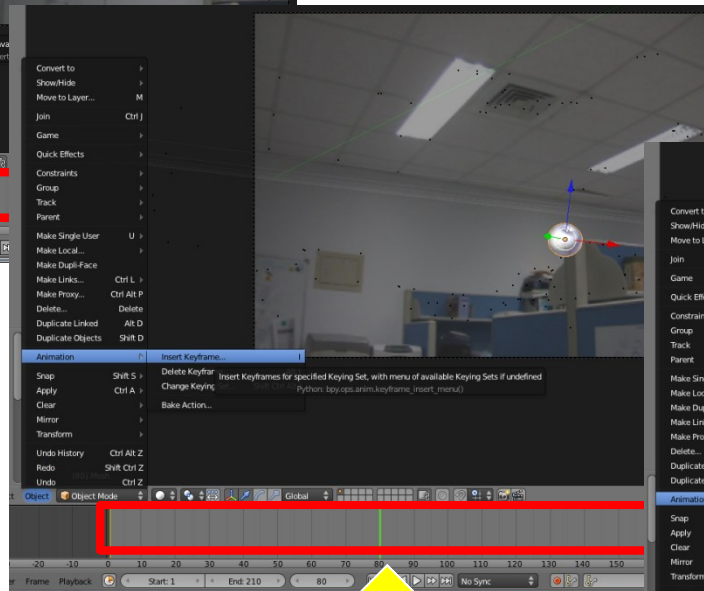 Convert to
Show/Hide
Move to Layer... M
Join Ctrl J
Game
Quick Effects
Constraints
Group
Track
Parent
Make Single User U
Make Local...
Make Dupli-Face
Make Links... Ctrl L
Make Proxy... Ctrl Alt P
Delete... Delete
Duplicate Linked Alt D
Duplicate Objects Shift D
Animation
Snap Shift S
Apply Ctrl A
Clear
Mirror
Transform
Undo History Ctrl Alt Z
Redo Shift Ctrl Z
Undo Ctrl Z
Insert Keyframe... I
Delete Keyfra
Change Keying
Bake Action...
Insert Keyframes for specified Keying Set, with menu of available Keying Sets if undefined
Python: bpy.ops.anim.keyframe_insert_menu()
Object Object Mode Global
-20 -10 0 10 20 30 40 50 60 70 80 90 100 110 120 130 140 150
Frame Playback Start: 1 End: 210 80 No Sync
Convert t
Show/Hid
Move to L
Join
Game
Quick Eff
Constrain
Group
Track
Parent
Make Sin
Make Loc
Make Dup
Make Lin
Make Pro
Delete...
Duplicate
Duplicate
Animatio
Snap
Apply
Clear
Mirror
Transform